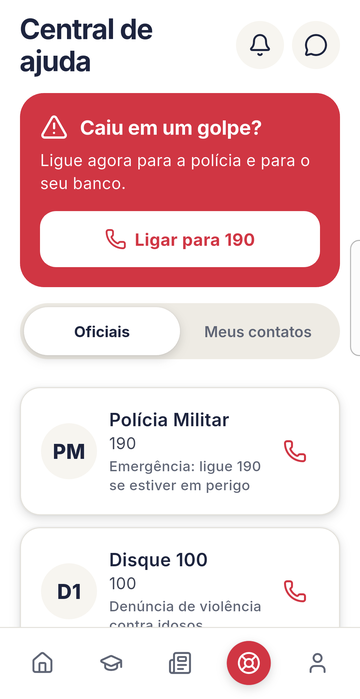 Central de
ajuda
Caiu em um golpe?
Ligue agora para a polícia e para o
seu banco.
Ligar para 190
Oficiais
Meus contatos
PM
Polícia Militar
190
Emergência: ligue 190
se estiver em perigo
D1
Disque 100
100
Denúncia de violência
contra idosos